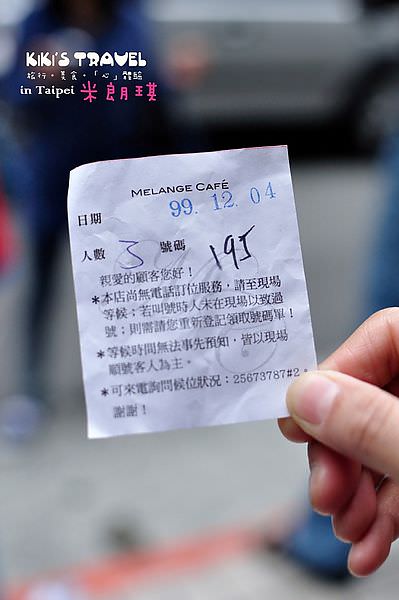 KiKi'S TRAVEL
旅行。美食。「心」體驗
in Taipei 米朗琪
MELANGE CAFÉ
日期 99. 12. 04
人數 3 號碼 195
親愛的顧客您好！
*本店尚無電話訂位服務，請至現場
等候；若叫號時人未在現場以致過
號；則需請您重新登記領取號碼單！
*等候時間無法事先預知，皆以現場
順號客人為主。
*可來電詢問候位狀況：25673787#2。
謝謝！